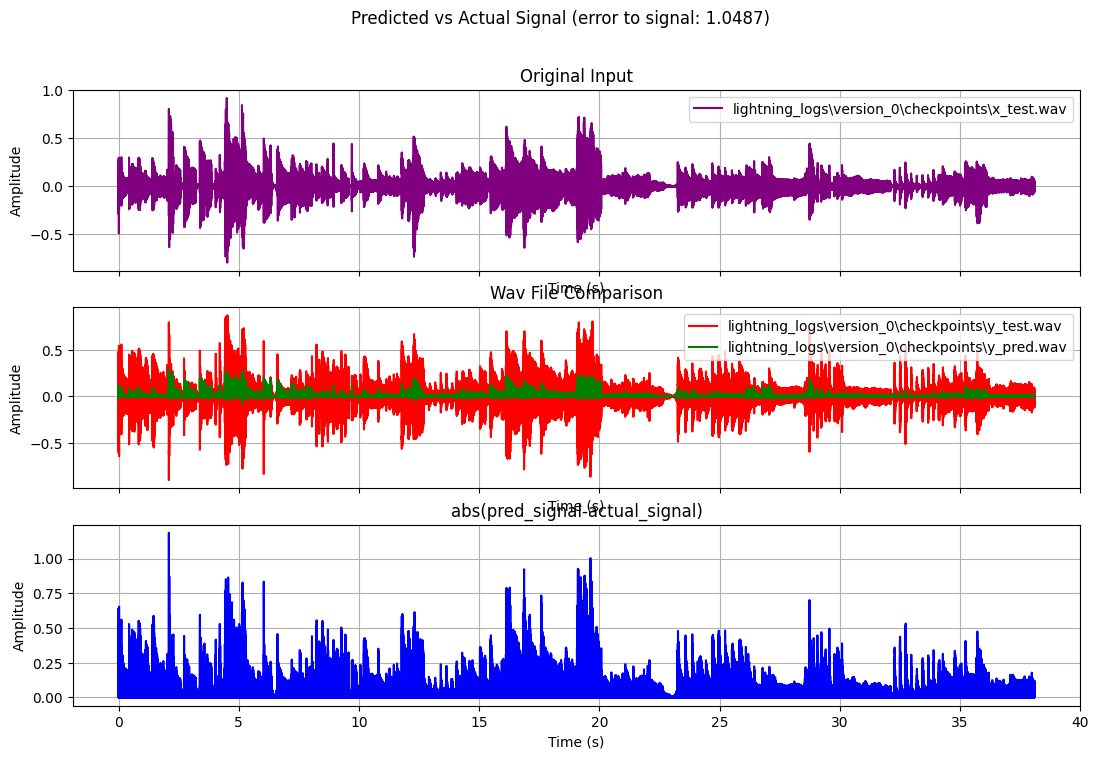 Predicted vs Actual Signal (error to signal: 1.0487)
Original Input
lightning_logs\version_0\checkpoints\x_test.wav
1.0
0.5
0.0
−0.5
Amplitude
Time (s)
Wav File Comparison
lightning_logs\version_0\checkpoints\y_test.wav
lightning_logs\version_0\checkpoints\y_pred.wav
0.5
0.0
−0.5
Amplitude
Time (s)
abs(pred_signal-actual_signal)
1.00
0.75
0.50
0.25
0.00
Amplitude
0 5 10 15 20 25 30 35 40
Time (s)